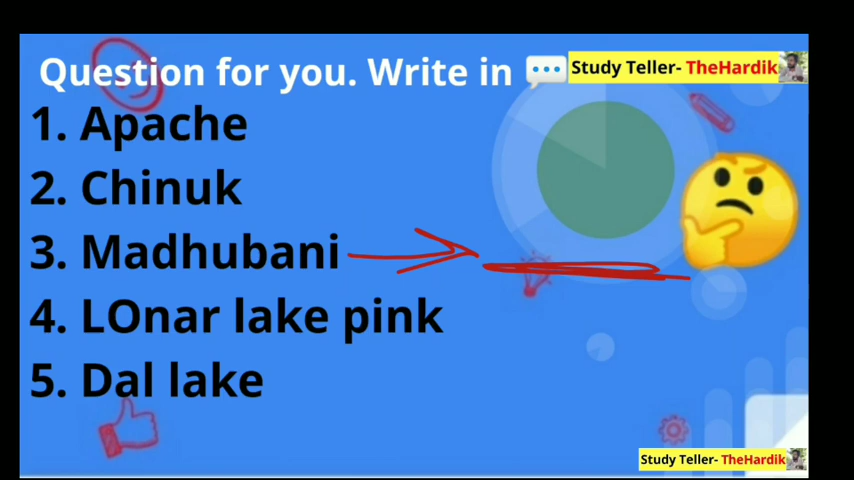 Question for you. Write in
Study Teller- TheHardik
1. Apache
2. Chinuk
3. Madhubani
4. LOnar lake pink
5. Dal lake
Study Teller- TheHardik